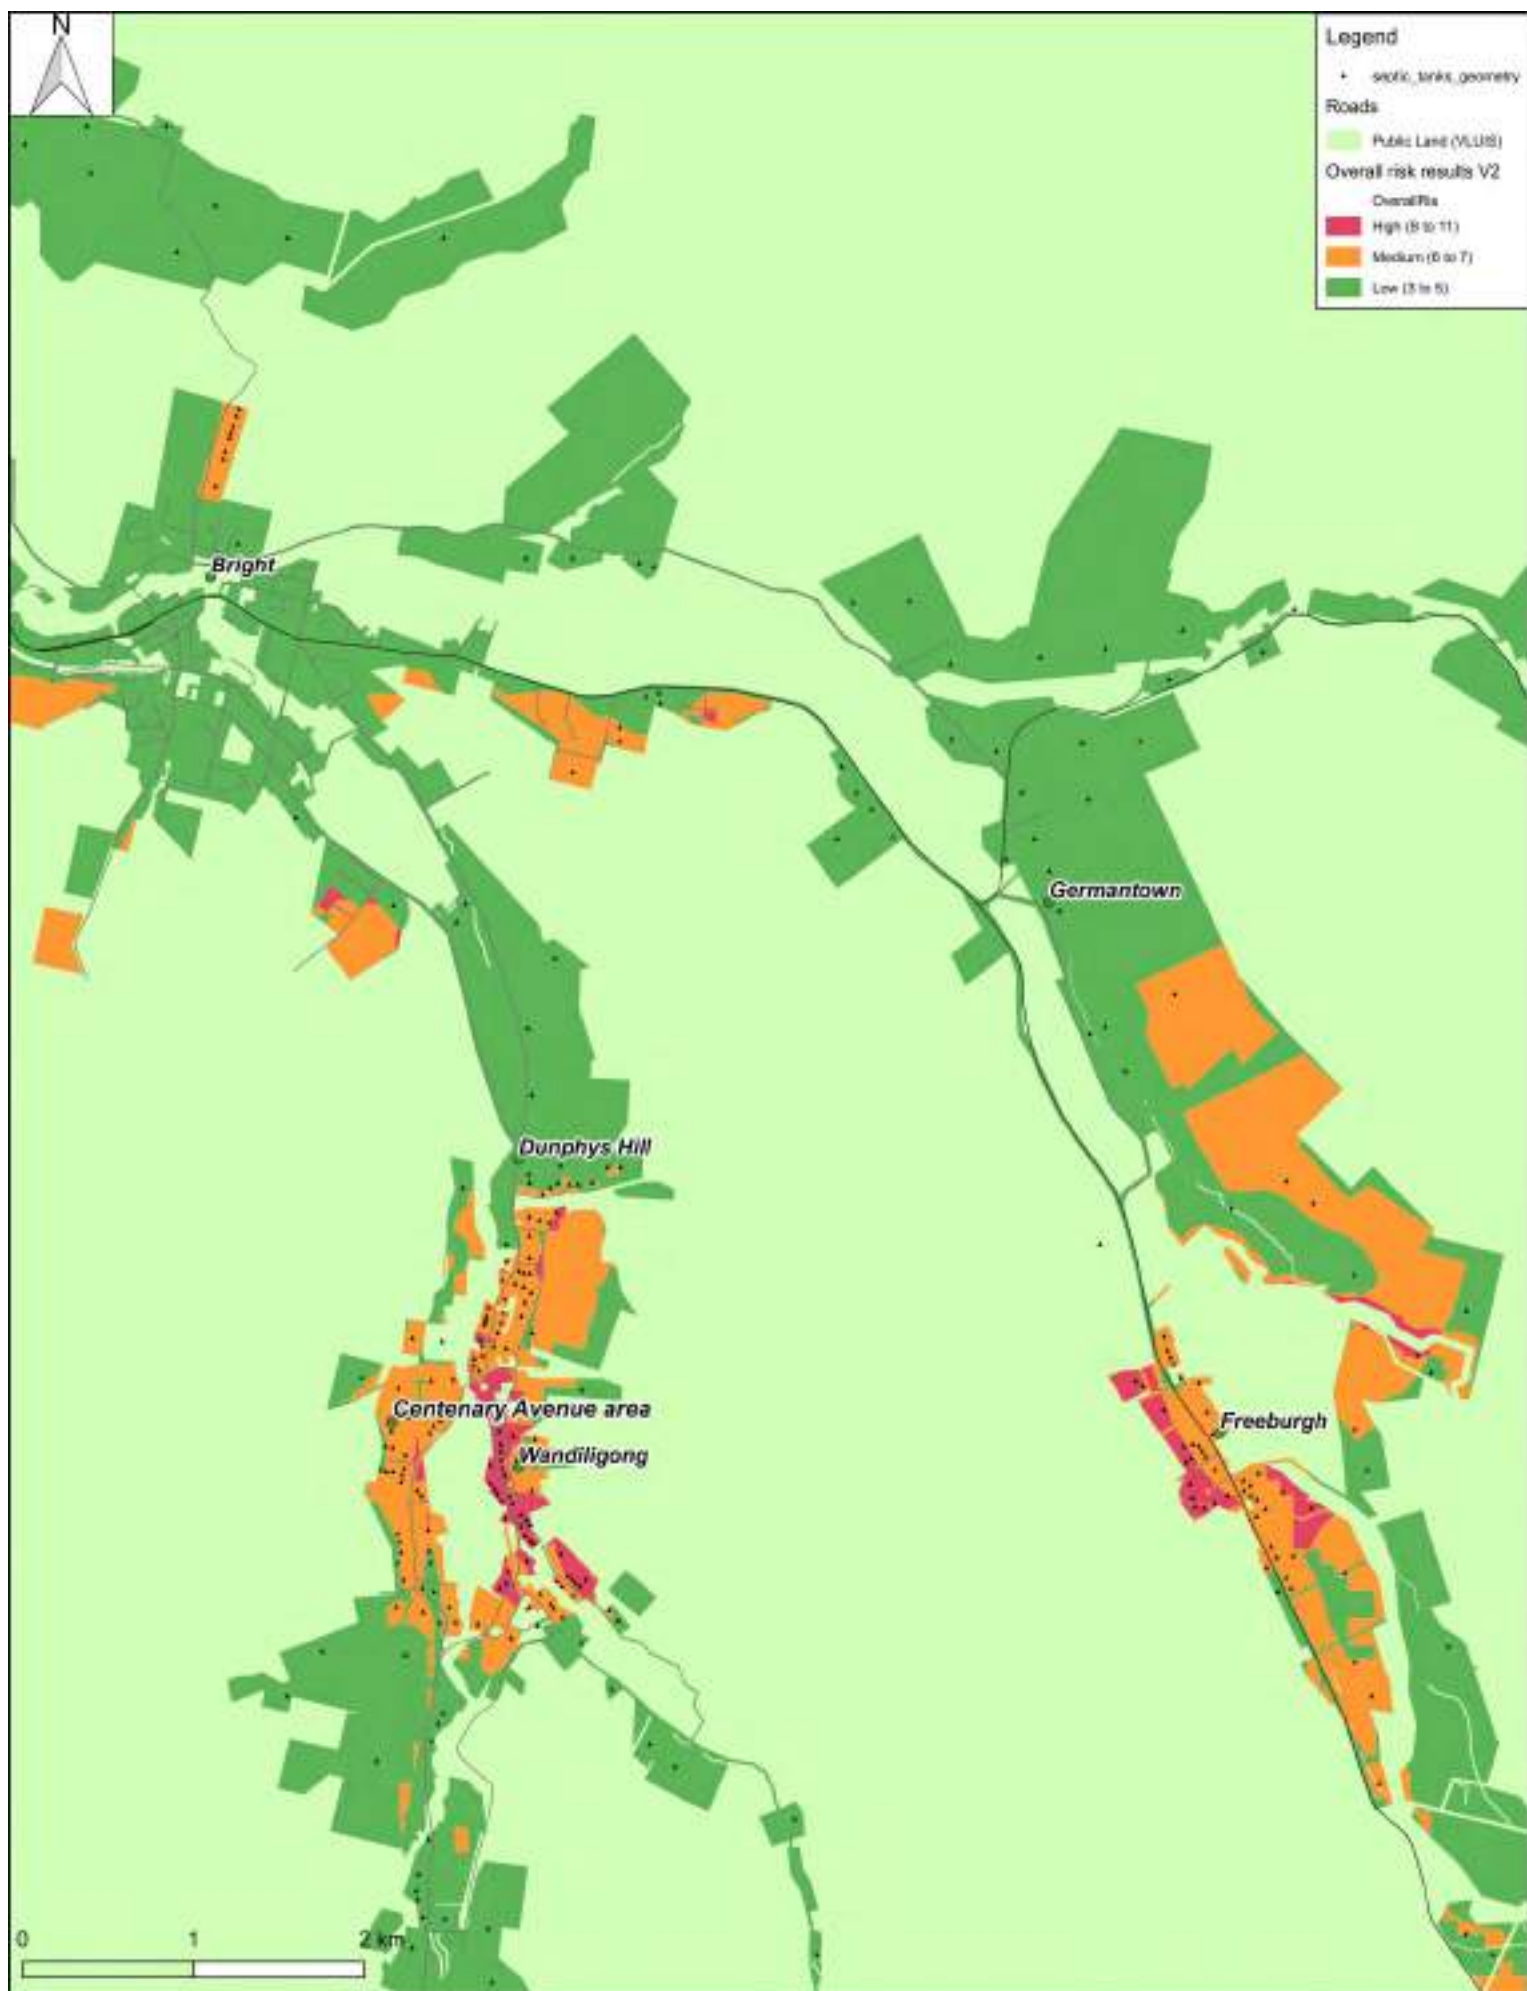 N
Legend
septic_tanks_geometry
Roads
Public Land (VLUIS)
Overall risk results V2
OverallRis
High (8 to 11)
Medium (6 to 7)
Low (3 to 5)
Bright
Germantown
Dunphys Hill
Centenary Avenue area
Wandiligong
Freeburgh
0 1 2 km